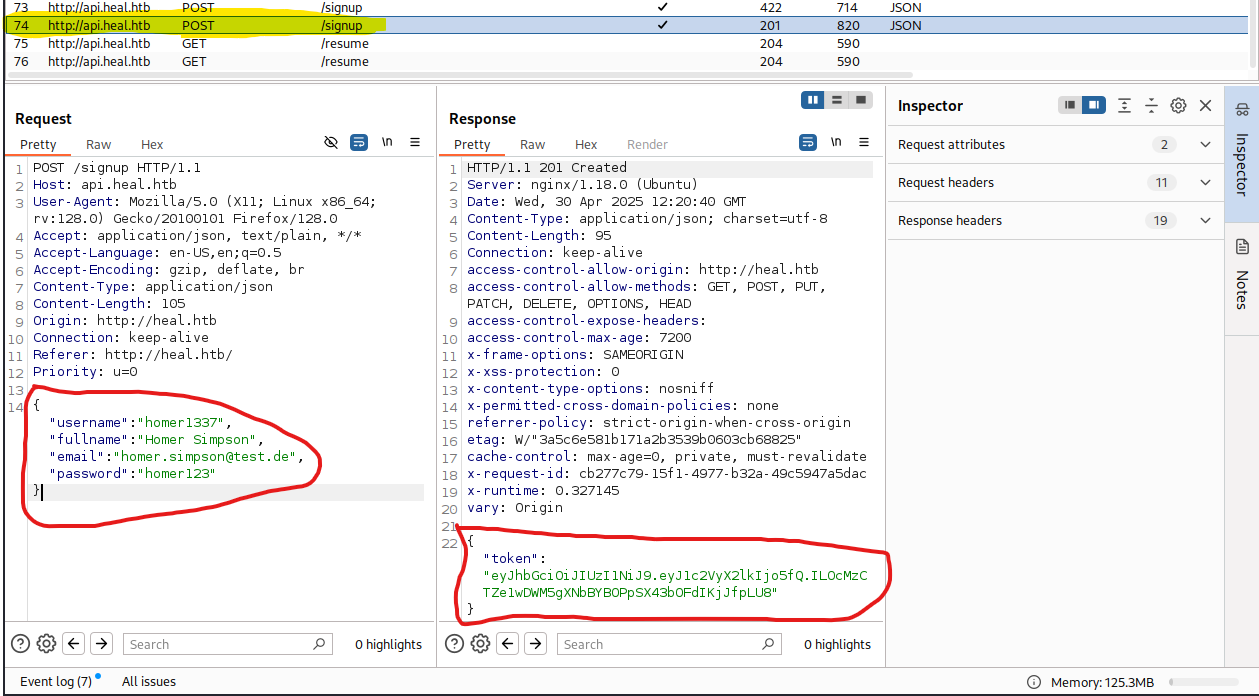 73 http://api.heal.htb POST /signup ✓ 422 714 JSON
74 http://api.heal.htb POST /signup ✓ 201 820 JSON
75 http://api.heal.htb GET /resume 204 590
76 http://api.heal.htb GET /resume 204 590
Request
Pretty Raw Hex
\n
1 POST /signup HTTP/1.1
2 Host: api.heal.htb
3 User-Agent: Mozilla/5.0 (X11; Linux x86_64;
rv:128.0) Gecko/20100101 Firefox/128.0
4 Accept: application/json, text/plain, */*
5 Accept-Language: en-US,en;q=0.5
6 Accept-Encoding: gzip, deflate, br
7 Content-Type: application/json
8 Content-Length: 105
9 Origin: http://heal.htb
10 Connection: keep-alive
11 Referer: http://heal.htb/
12 Priority: u=0
13
14 {
"username":"homer1337",
"fullname":"Homer Simpson",
"email":"homer.simpson@test.de",
"password":"homer123"
}
Search
0 highlights
Response
Pretty Raw Hex Render
\n
1 HTTP/1.1 201 Created
2 Server: nginx/1.18.0 (Ubuntu)
3 Date: Wed, 30 Apr 2025 12:20:40 GMT
4 Content-Type: application/json; charset=utf-8
5 Content-Length: 95
6 Connection: keep-alive
7 access-control-allow-origin: http://heal.htb
8 access-control-allow-methods: GET, POST, PUT,
PATCH, DELETE, OPTIONS, HEAD
9 access-control-expose-headers:
10 access-control-max-age: 7200
11 x-frame-options: SAMEORIGIN
12 x-xss-protection: 0
13 x-content-type-options: nosniff
14 x-permitted-cross-domain-policies: none
15 referrer-policy: strict-origin-when-cross-origin
16 etag: W/"3a5c6e581b171a2b3539b0603cb68825"
17 cache-control: max-age=0, private, must-revalidate
18 x-request-id: cb277c79-15f1-4977-b32a-49c5947a5dac
19 x-runtime: 0.327145
20 vary: Origin
21
22 {
"token":
"eyJhbGciOiJIUzI1NiJ9.eyJ1c2VyX2lkIjo5fQ.ILOcMzC
TZe1wDWM5gXNbBYBOPpSX43bOFdIKjJfpLU8"
}
Search
0 highlights
Inspector
Request attributes 2
Request headers 11
Response headers 19
Inspector
Notes
Event log (7) All issues
Memory: 125.3MB